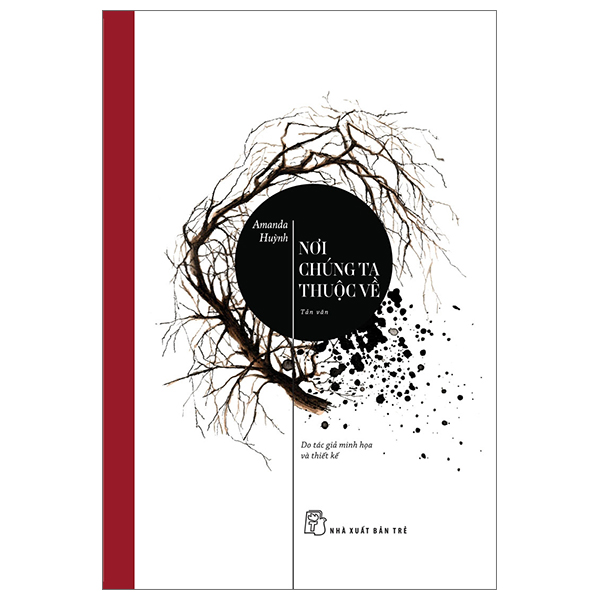 Amanda
Huỳnh
NƠI
CHÚNG TA
THUỘC VỀ
Tản văn
Do tác giả minh họa
và thiết kế
NHÀ XUẤT BẢN TRẺ